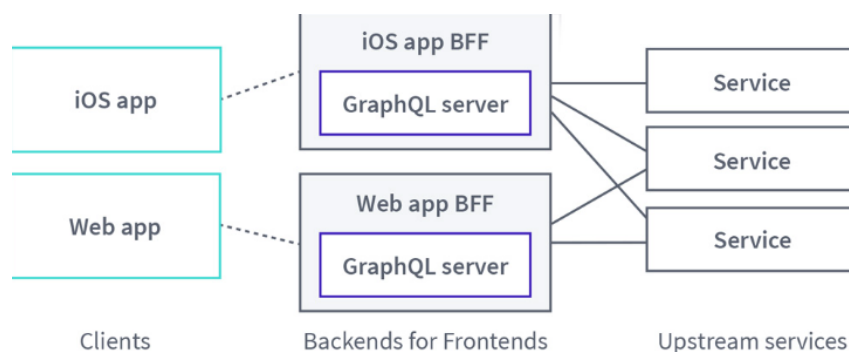 iOS app BFF
iOS app
GraphQL server
Service
Service
Web app
Web app BFF
GraphQL server
Service
Clients
Backends for Frontends
Upstream services